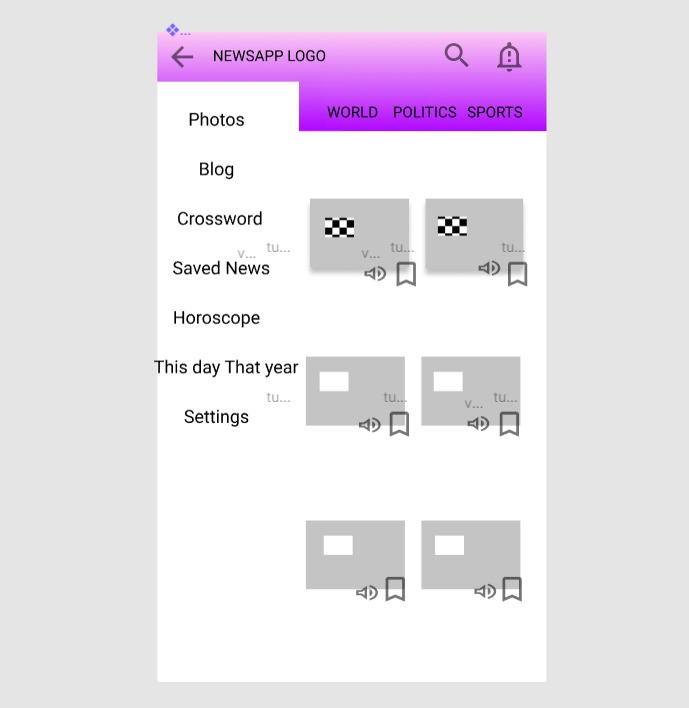 ...
NEWSAPP LOGO
WORLD POLITICS SPORTS
Photos
Blog
Crossword
v... tu... v... tu... tu...
Saved News
Horoscope
This day That year
tu... tu... v... tu...
Settings